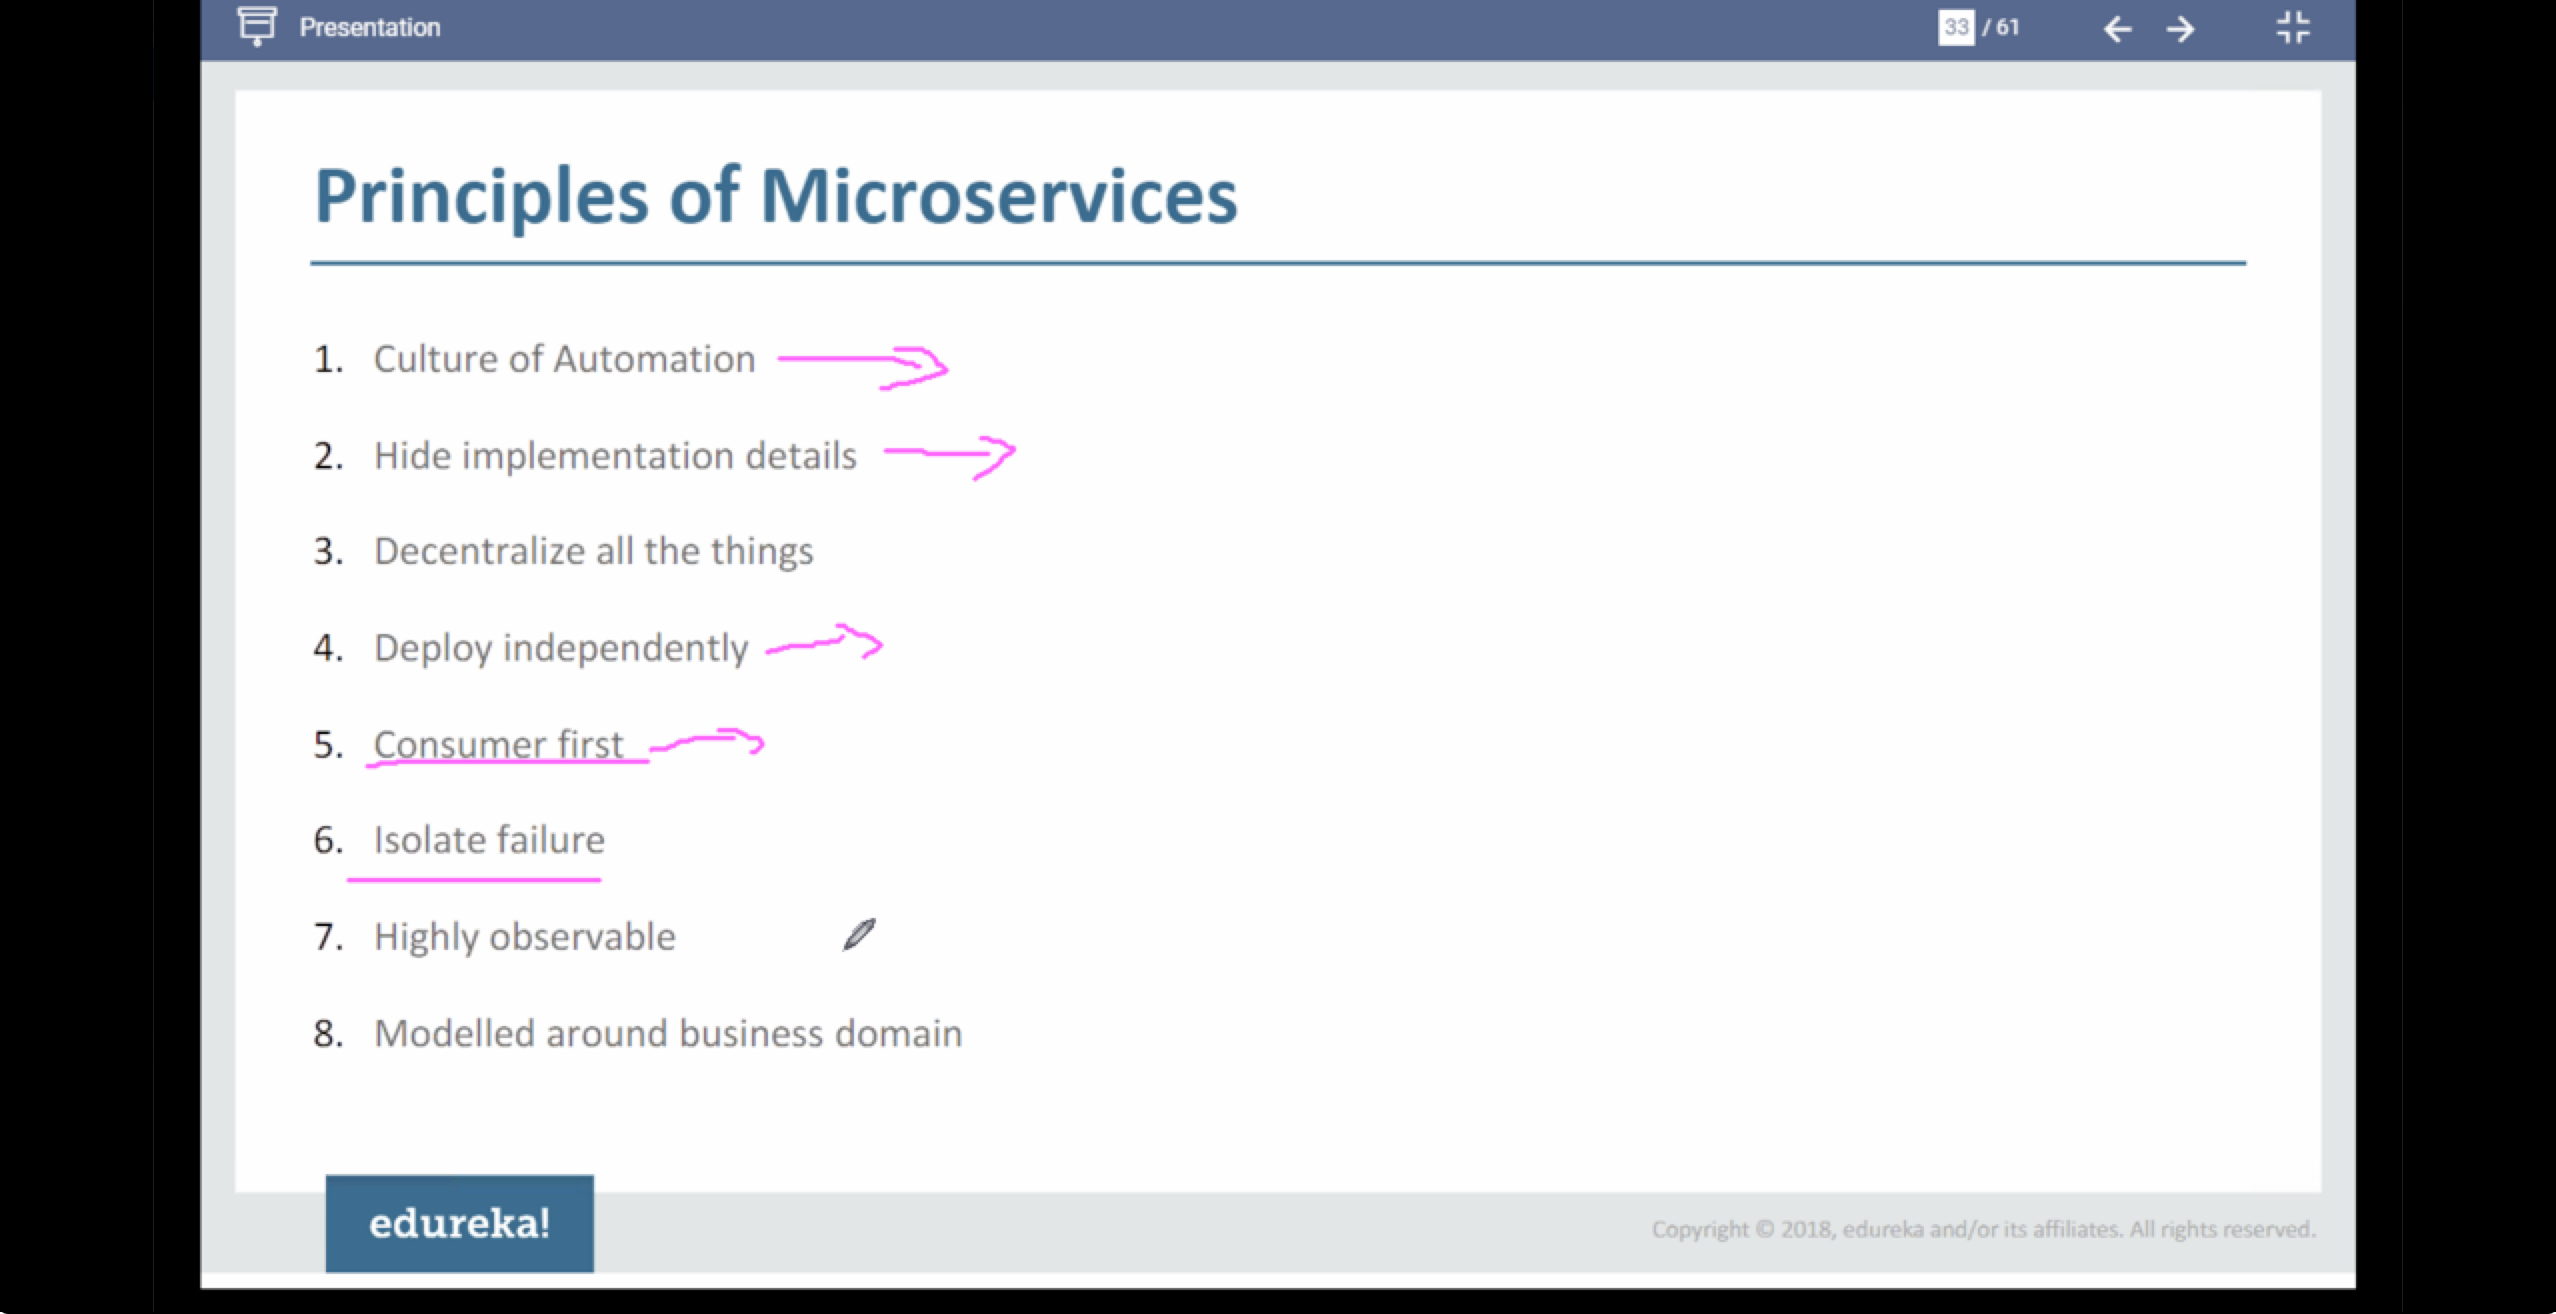 Presentation
33 / 61
Principles of Microservices
1. Culture of Automation
2. Hide implementation details
3. Decentralize all the things
4. Deploy independently
5. Consumer first
6. Isolate failure
7. Highly observable
8. Modelled around business domain
edureka!
Copyright © 2018, edureka and/or its affiliates. All rights reserved.